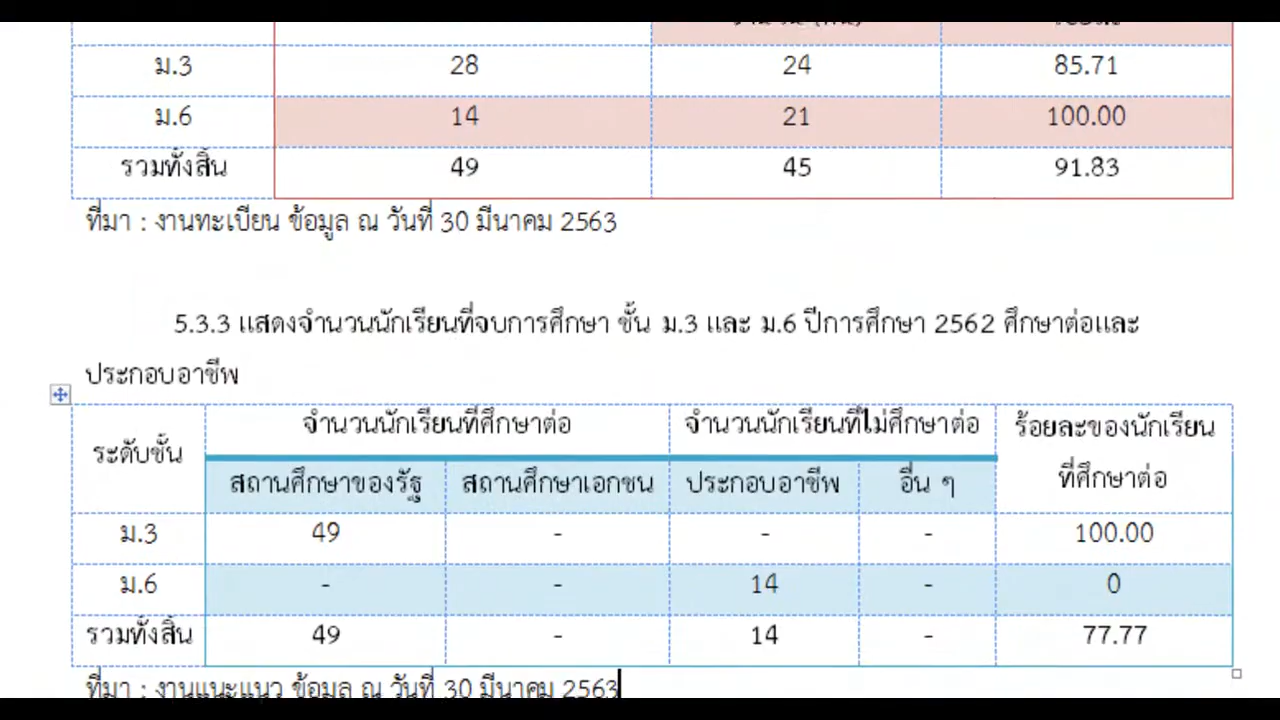 ม.3 28 24 85.71
ม.6 14 21 100.00
รวมทั้งสิ้น 49 45 91.83
ที่มา : งานทะเบียน ข้อมูล ณ วันที่ 30 มีนาคม 2563
5.3.3 แสดงจำนวนนักเรียนที่จบการศึกษา ชั้น ม.3 และ ม.6 ปีการศึกษา 2562 ศึกษาต่อและ
ประกอบอาชีพ
ระดับชั้น จำนวนนักเรียนที่ศึกษาต่อ จำนวนนักเรียนที่ไม่ศึกษาต่อ ร้อยละของนักเรียน
ที่ศึกษาต่อ
สถานศึกษาของรัฐ สถานศึกษาเอกชน ประกอบอาชีพ อื่น ๆ
ม.3 49 - - - 100.00
ม.6 - - 14 - 0
รวมทั้งสิ้น 49 - 14 - 77.77
ที่มา : งานแนะแนว ข้อมูล ณ วันที่ 30 มีนาคม 2563